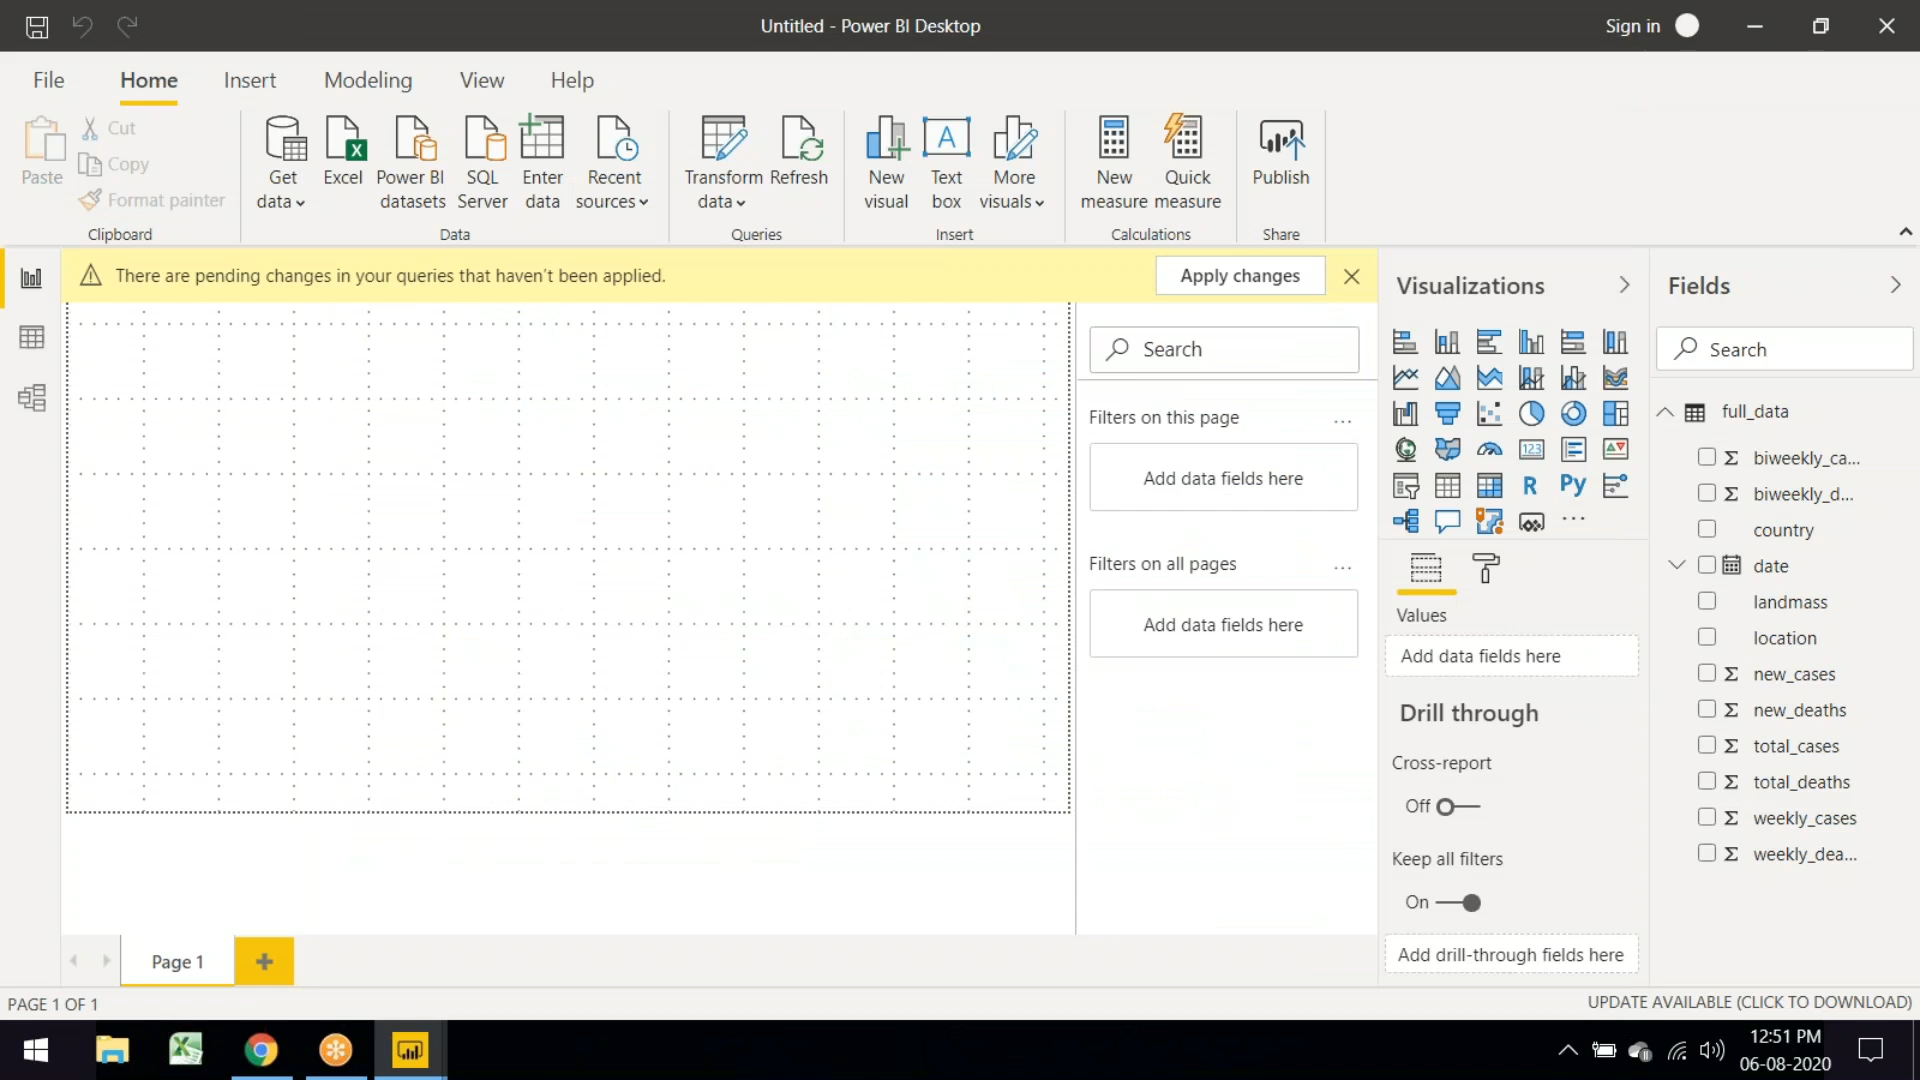 Untitled - Power BI Desktop
Sign in
File
Home
Insert
Modeling
View
Help
Paste
Cut
Copy
Format painter
Clipboard
Get
data
Excel
Power BI
datasets
SQL
Server
Enter
data
Recent
sources
Data
Transform
data
Refresh
Queries
New
visual
A
Text
box
More
visuals
Insert
New
measure
Quick
measure
Calculations
Publish
Share
There are pending changes in your queries that haven't been applied.
Apply changes
Search
Filters on this page
...
Add data fields here
Filters on all pages
...
Add data fields here
Visualizations
123
R
Py
...
Values
Add data fields here
Drill through
Cross-report
Off
Keep all filters
On
Add drill-through fields here
Fields
Search
full_data
Σ biweekly_ca...
Σ biweekly_d...
country
date
landmass
location
Σ new_cases
Σ new_deaths
Σ total_cases
Σ total_deaths
Σ weekly_cases
Σ weekly_dea...
Page 1
PAGE 1 OF 1
UPDATE AVAILABLE (CLICK TO DOWNLOAD)
12:51 PM
06-08-2020